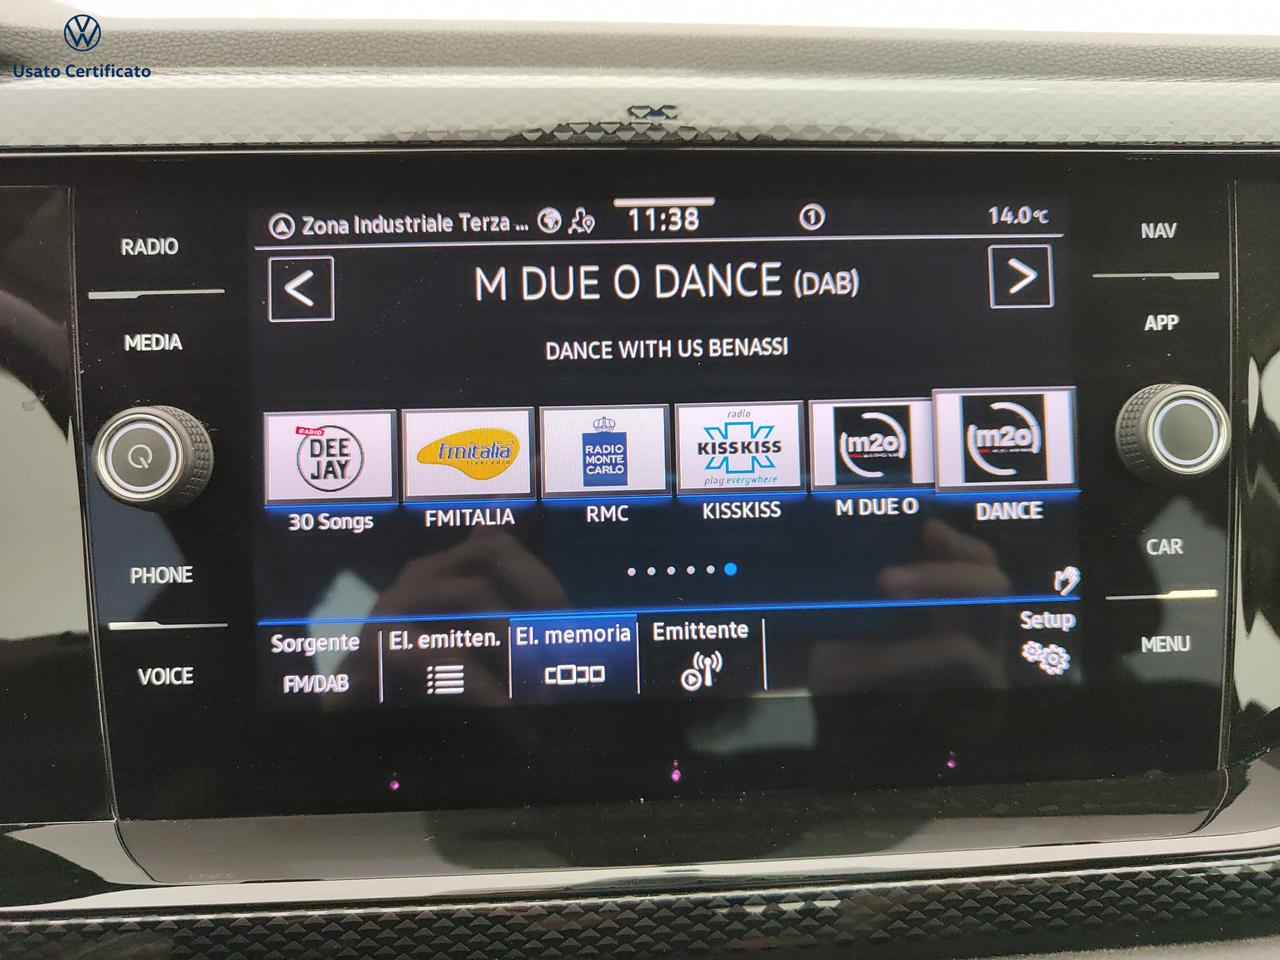 Usato Certificato
RADIO
MEDIA
PHONE
VOICE
NAV
APP
CAR
MENU
Zona Industriale Terza ...
11:38
1
14.0°C
M DUE O DANCE (DAB)
DANCE WITH US BENASSI
RADIO
DEE
JAY
fmitalia
RADIO
MONTE
CARLO
radio
KISSKISS
play everywhere
m2o
m2o
30 Songs
FMITALIA
RMC
KISSKISS
M DUE O
DANCE
Sorgente
FM/DAB
El. emitten.
El. memoria
Emittente
Setup